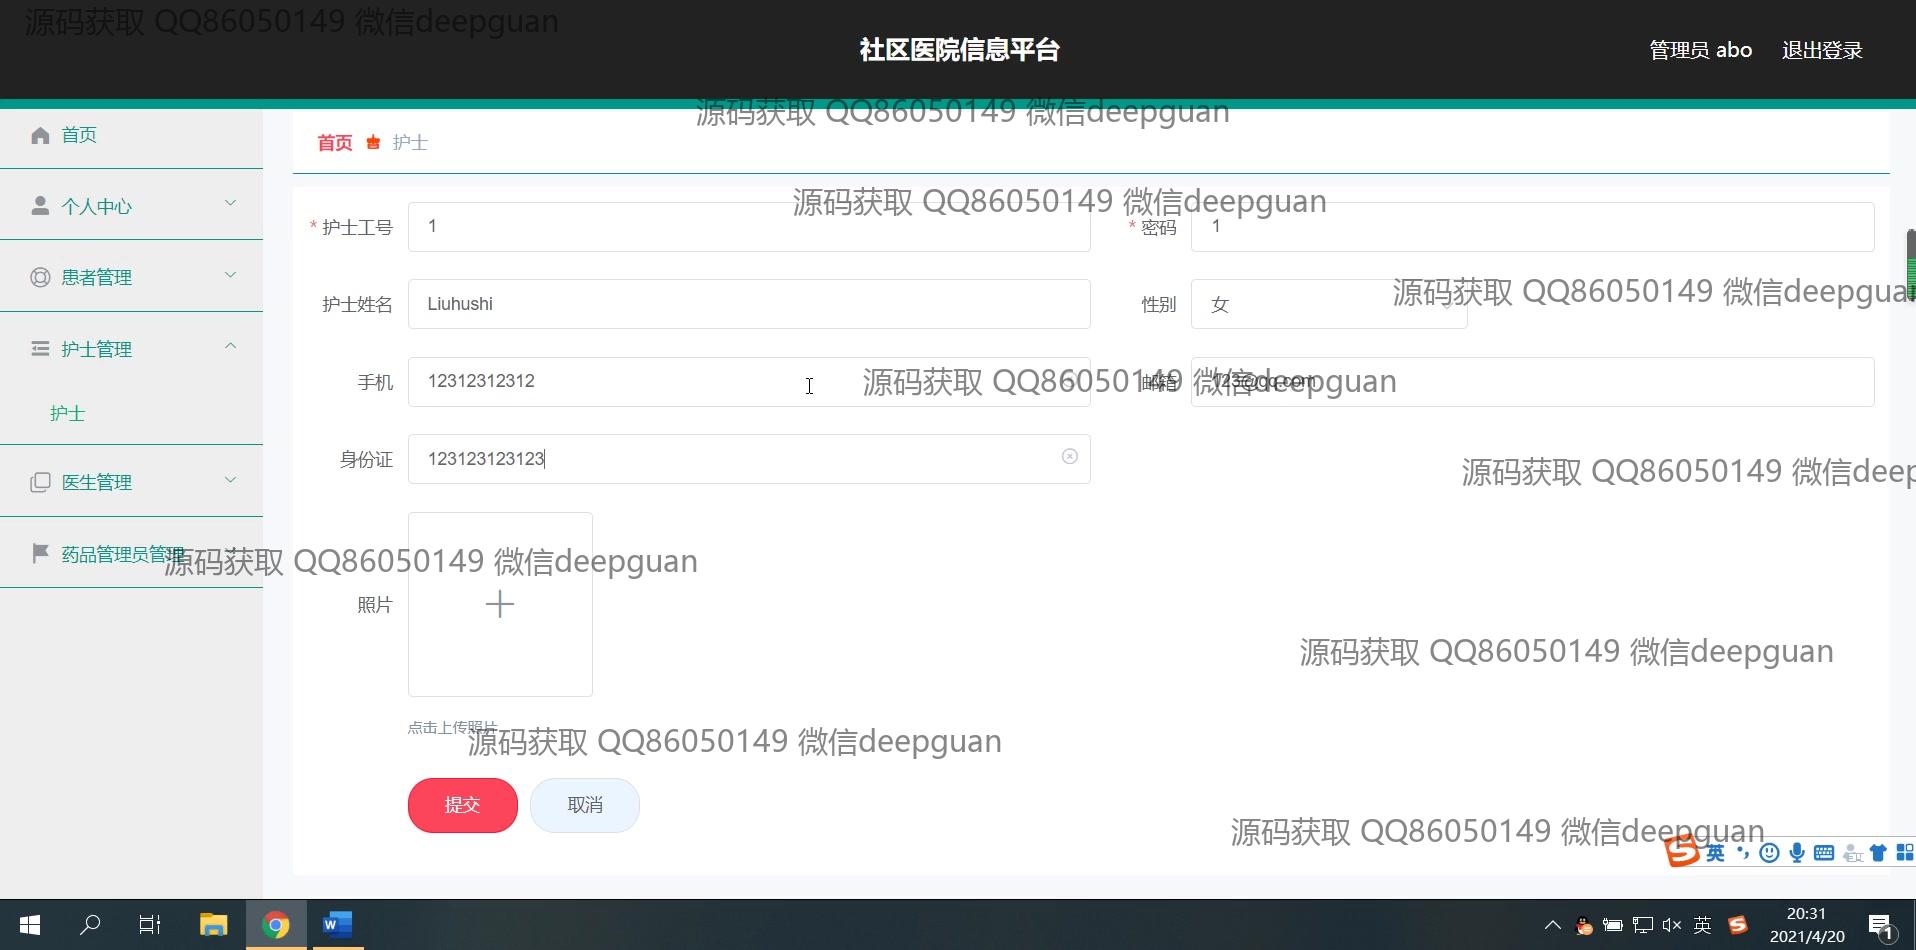 源码获取 QQ86050149 微信deepguan
社区医院信息平台
管理员 abo 退出登录
源码获取 QQ86050149 微信deepguan
首页
首页 护士
源码获取 QQ86050149 微信deepguan
个人中心
* 护士工号 1
* 密码 1
患者管理
护士姓名 Liuhushi
性别 女
源码获取 QQ86050149 微信deepgua
护士管理
手机 12312312312
邮箱 123@qq.com
源码获取 QQ86050149 微信deepguan
护士
身份证 123123123123
源码获取 QQ86050149 微信deep
医生管理
药品管理员管理
源码获取 QQ86050149 微信deepguan
照片
源码获取 QQ86050149 微信deepguan
点击上传照片
源码获取 QQ86050149 微信deepguan
提交 取消
源码获取 QQ86050149 微信deepguan
英
英
20:31
2021/4/20
1